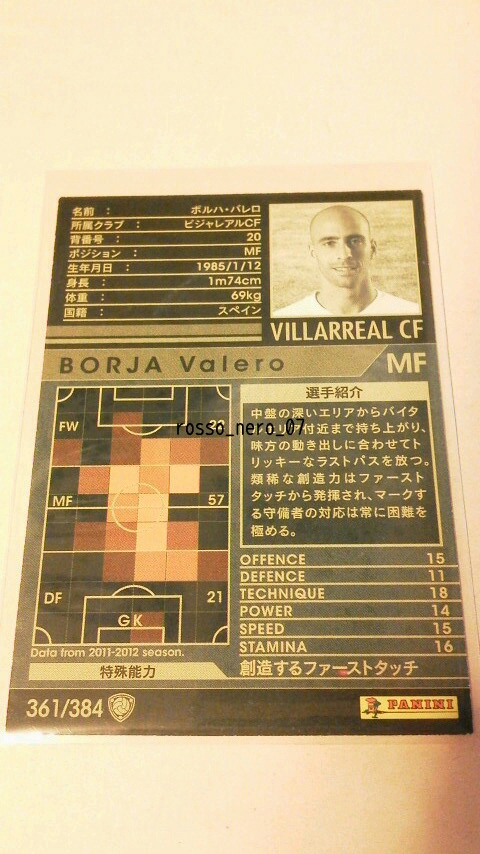 名前 : ボルハ・バレロ
所属クラブ : ビジャレアルCF
背番号 : 20
ポジション : MF
生年月日 : 1985/1/12
身長 : 1m74cm
体重 : 69kg
国籍 : スペイン
VILLARREAL CF
BORJA Valero MF
FW
MF 57
DF 21
GK
Data from 2011-2012 season.
選手紹介
中盤の深いエリアからバイタ
付近まで持ち上がり、
味方の動き出しに合わせてト
リッキーなラストパスを放つ。
類稀な創造力はファースト
タッチから発揮され、マークす
る守備者の対応は常に困難を
極める。
rosso_nero_07
OFFENCE 15
DEFENCE 11
TECHNIQUE 18
POWER 14
SPEED 15
STAMINA 16
特殊能力 創造するファーストタッチ
361/384
PANINI